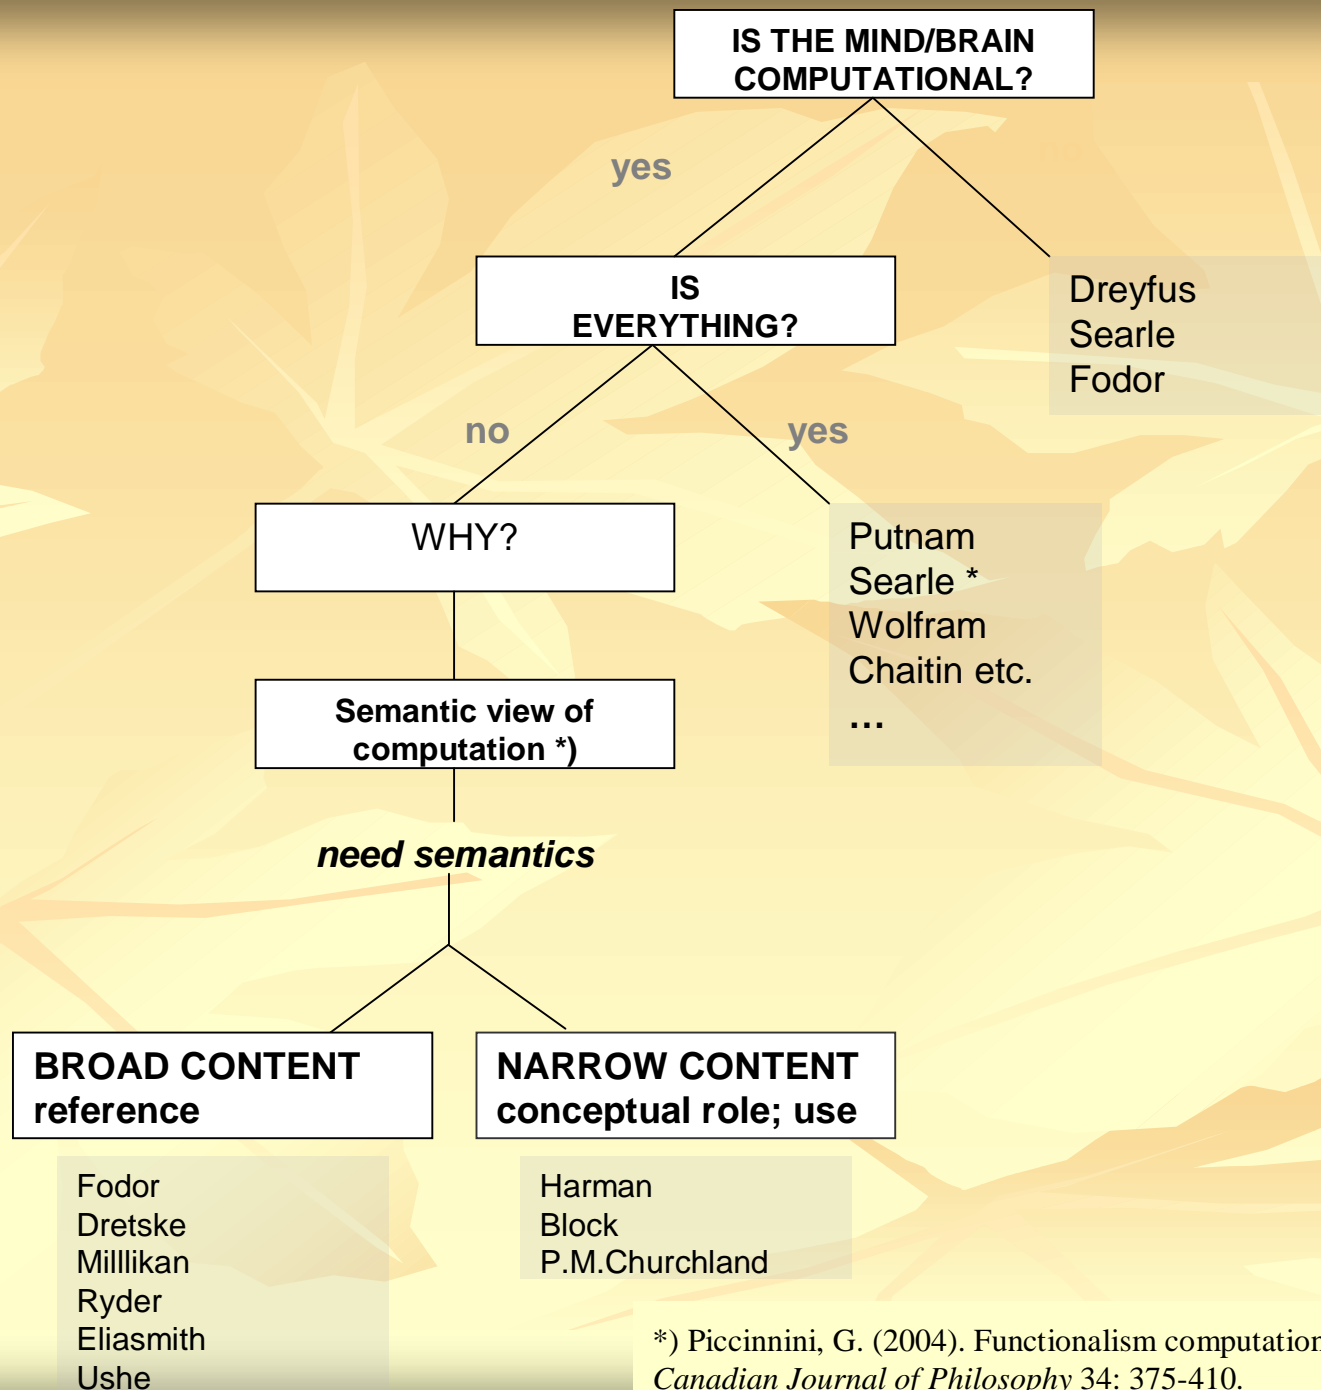 IS THE MIND/BRAIN
COMPUTATIONAL?
yes
IS
EVERYTHING?
Dreyfus
Searle
Fodor
no
yes
WHY?
Putnam
Searle *
Wolfram
Chaitin etc.
…
Semantic view of
computation *)
need semantics
BROAD CONTENT
reference
NARROW CONTENT
conceptual role; use
Fodor
Dretske
Milllikan
Ryder
Eliasmith
Ushe
Harman
Block
P.M.Churchland
*) Piccinnini, G. (2004). Functionalism computation
Canadian Journal of Philosophy 34: 375-410.